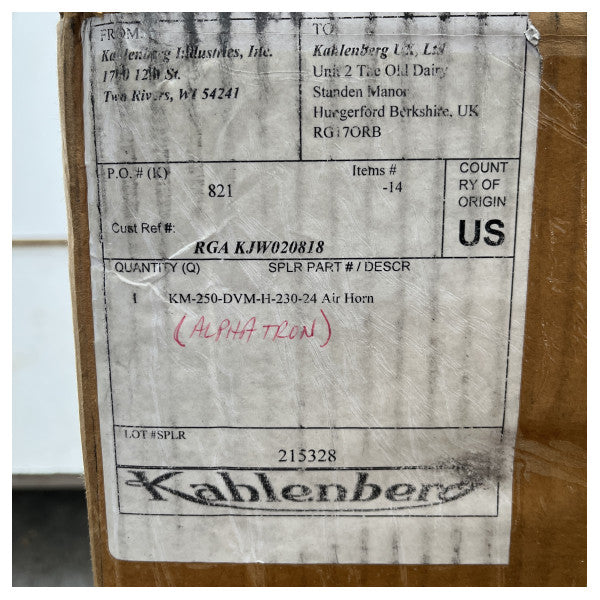 FROM:
Kahlenberg Industries, Inc.
1700 12th St.
Two Rivers, WI 54241
TO:
Kahlenberg UK, Ltd
Unit 2 The Old Dairy
Standen Manor
Hungerford Berkshire, UK
RG17ORB
P.O. # (K)
821
Items #
-14
COUNT
RY OF
ORIGIN
US
Cust Ref #:
RGA KJW020818
QUANTITY (Q) SPLR PART # / DESCR
1 KM-250-DVM-H-230-24 Air Horn
(ALPHATRON)
LOT #SPLR
215328
Kahlenberg